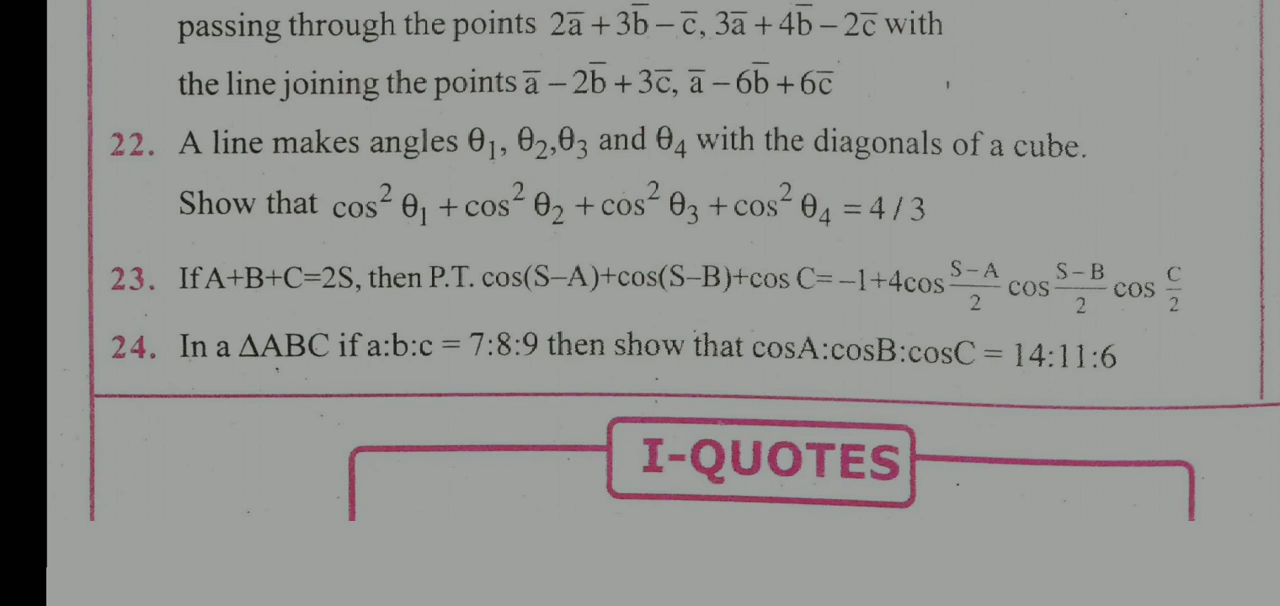 passing through the points 2a̅ + 3b̅ – c̅, 3a̅ + 4b̅ – 2c̅ with
the line joining the points a̅ – 2b̅ + 3c̅, a̅ – 6b̅ + 6c̅
22. A line makes angles θ₁, θ₂,θ₃ and θ₄ with the diagonals of a cube.
Show that cos² θ₁ + cos² θ₂ + cos² θ₃ + cos² θ₄ = 4 / 3
23. If A+B+C=2S, then P.T. cos(S–A)+cos(S–B)+cos C= –1+4cos (S–A)/2 cos (S–B)/2 cos C/2
24. In a ΔABC if a:b:c = 7:8:9 then show that cosA:cosB:cosC = 14:11:6
I-QUOTES